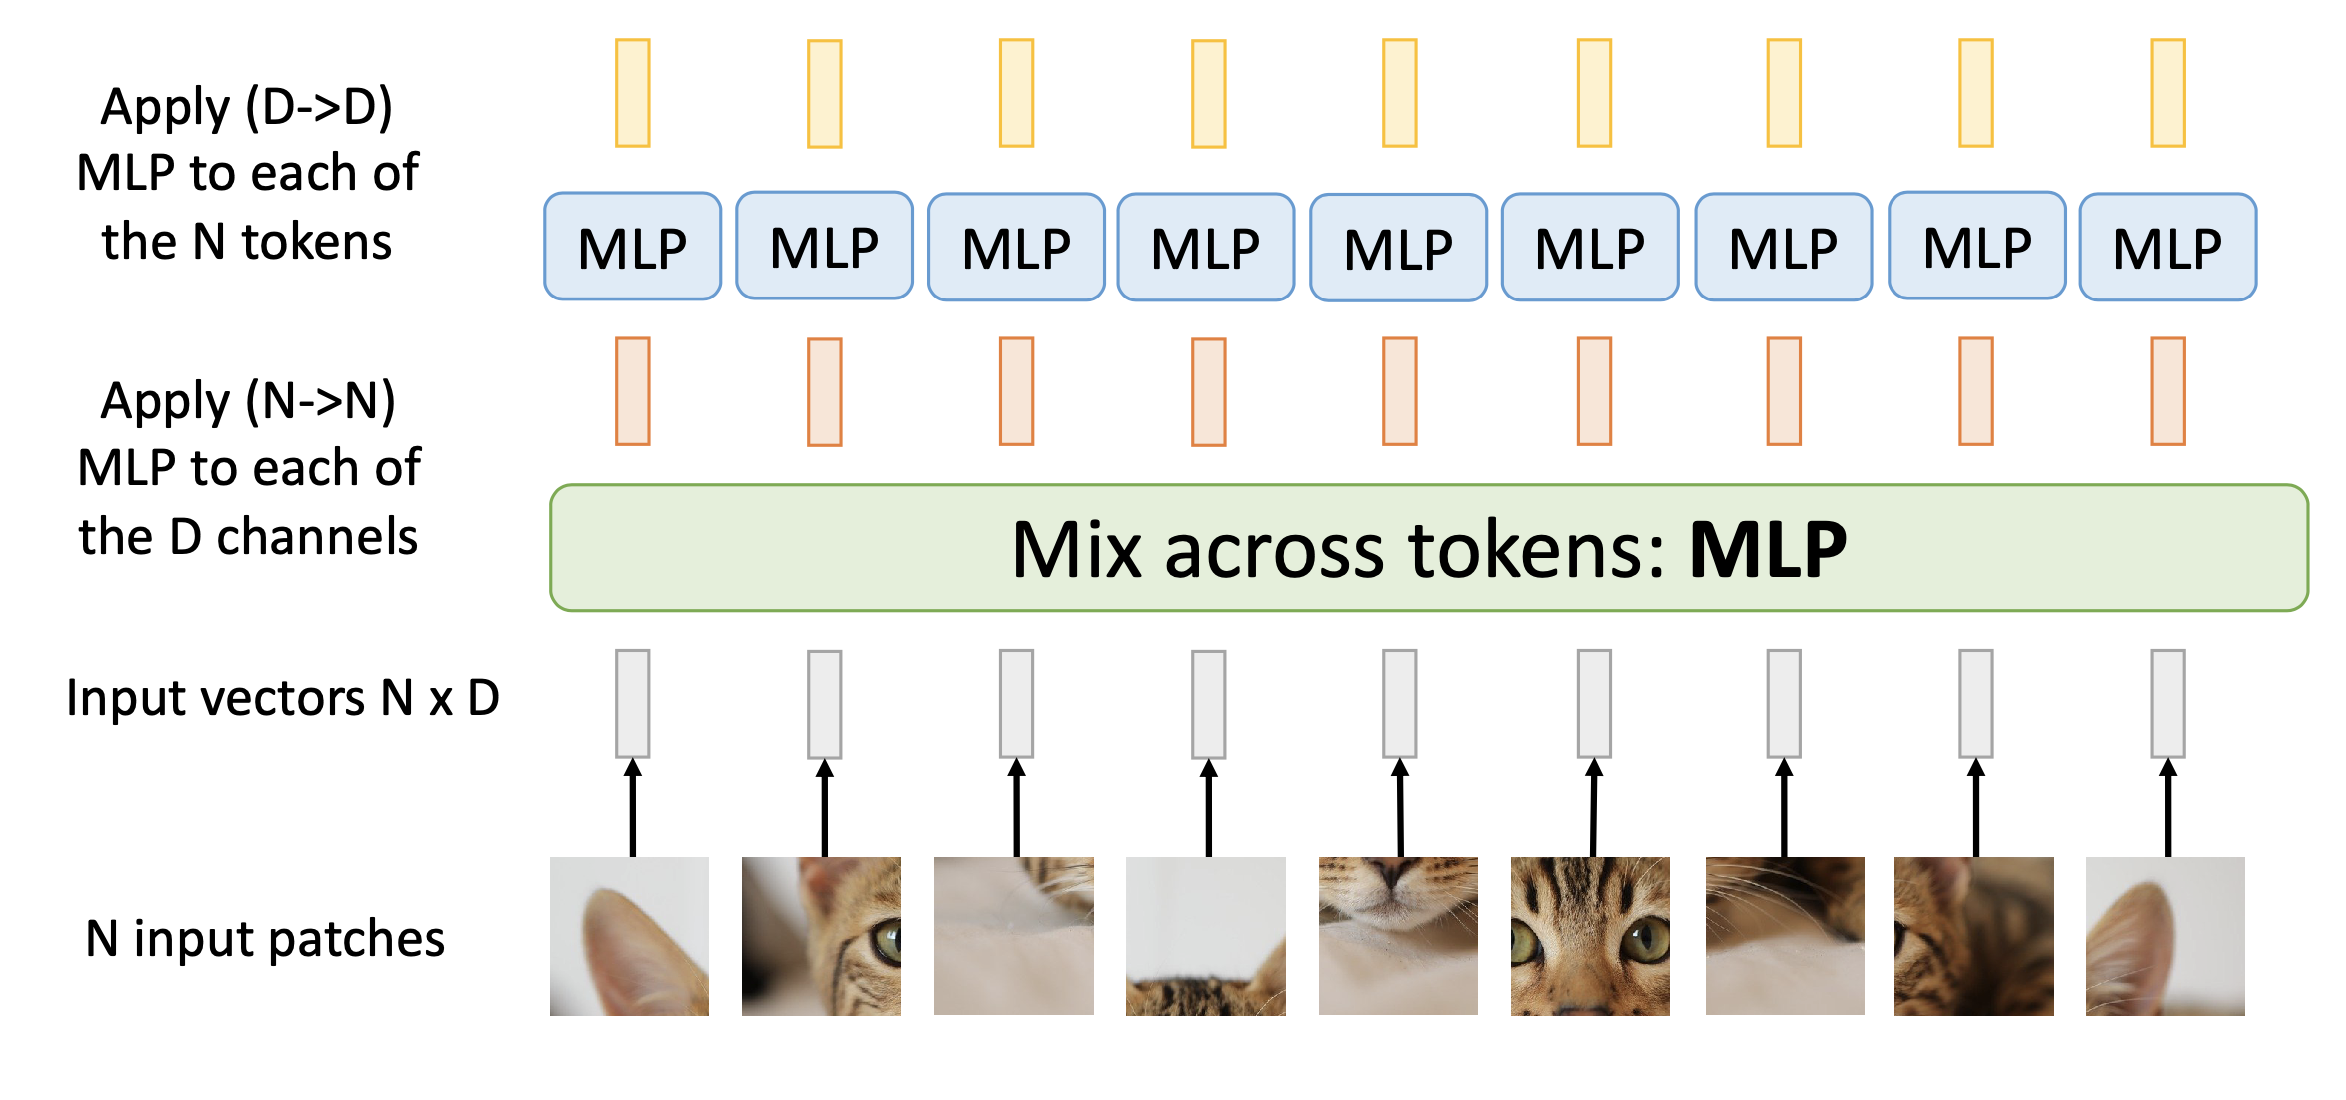 Apply (D->D)
MLP to each of
the N tokens
MLP MLP MLP MLP MLP MLP MLP MLP MLP
Apply (N->N)
MLP to each of
the D channels
Mix across tokens: MLP
Input vectors N x D
N input patches